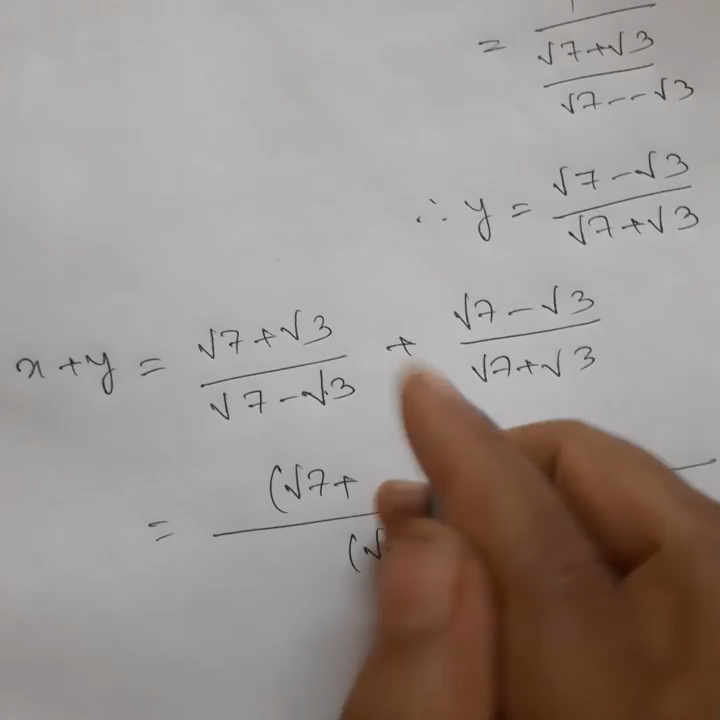 = 1/((√7+√3)/(√7--√3))
∴ y = (√7-√3)/(√7+√3)
x+y = (√7+√3)/(√7-√3) + (√7-√3)/(√7+√3)
= (√7+ / (√